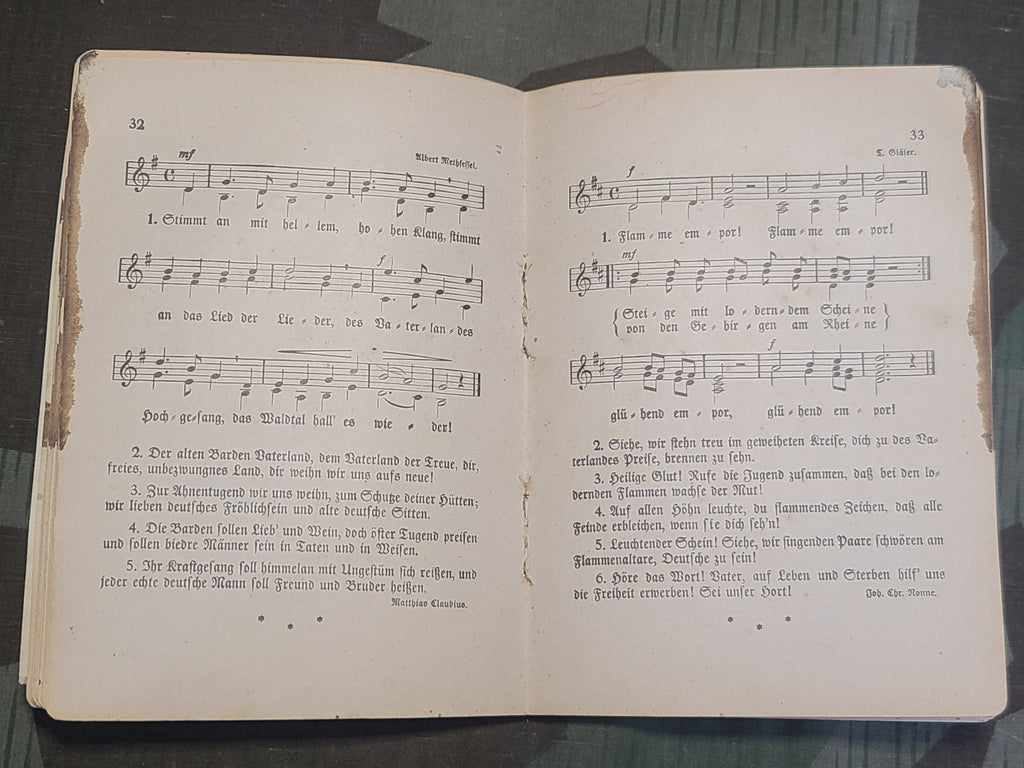 32
mf
Albert Methfessel.
1. Stimmt an mit hel - lem, ho - hen Klang, stimmt
f
an das Lied der Lie - der, des Va - ter - lan - des
Hoch - ge - sang, das Waldtal hall' es wie - der!
2. Der alten Barden Vaterland, dem Vaterland der Treue, dir,
freies, unbezwungnes Land, dir weihn wir uns aufs neue!
3. Zur Ahnentugend wir uns weihn, zum Schutze deiner Hütten;
wir lieben deutsches Fröhlichsein und alte deutsche Sitten.
4. Die Barden sollen Lieb' und Wein, doch öfter Tugend preisen
und sollen biedre Männer sein in Taten und in Weisen.
5. Ihr Kraftgesang soll himmelan mit Ungestüm sich reißen, und
jeder echte deutsche Mann soll Freund und Bruder heißen.
Matthias Claudius.
* * *
33
f
T. Gläser.
1. Flam - me em - por! Flam - me em - por!
mf
{ Stei - ge mit lo - dern - dem Schei - ne }
{ von den Ge - bir - gen am Rhei - ne }
f
glü - hend em - por, glü - hend em - por!
2. Siehe, wir stehn treu im geweiheten Kreise, dich zu des Va-
terlandes Preise, brennen zu sehn.
3. Heilige Glut! Rufe die Jugend zusammen, daß bei den lo-
dernden Flammen wachse der Mut!
4. Auf allen Höhn leuchte, du flammendes Zeichen, daß alle
Feinde erbleichen, wenn sie dich seh'n!
5. Leuchtender Schein! Siehe, wir singenden Paare schwören am
Flammenaltare, Deutsche zu sein!
6. Höre das Wort! Vater, auf Leben und Sterben hilf' uns
die Freiheit erwerben! Sei unser Hort!
Joh. Chr. Nonne.
* * *